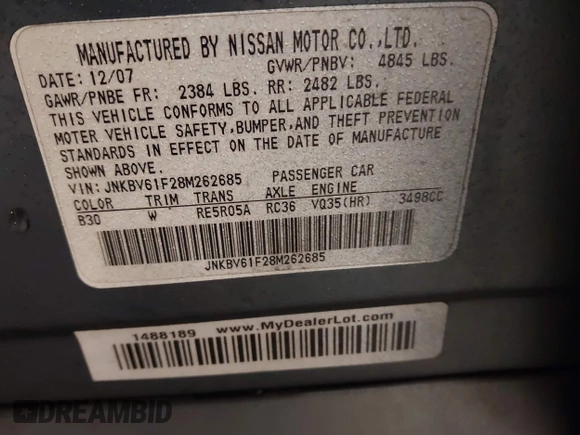 MANUFACTURED BY NISSAN MOTOR CO.,LTD.
DATE: 12/07 GVWR/PNBV: 4845 LBS.
GAWR/PNBE FR: 2384 LBS. RR: 2482 LBS.
THIS VEHICLE CONFORMS TO ALL APPLICABLE FEDERAL
MOTOR VEHICLE SAFETY,BUMPER,AND THEFT PREVENTION
STANDARDS IN EFFECT ON THE DATE OF MANUFACTURE
SHOWN ABOVE.
VIN: JNKBV61F28M262685 PASSENGER CAR
COLOR TRIM TRANS AXLE ENGINE
B30 W RE5R05A RC36 VQ35(HR) 3498CC
JNKBV61F28M262685
1488189 www.MyDealerLot.com
DREAMBID